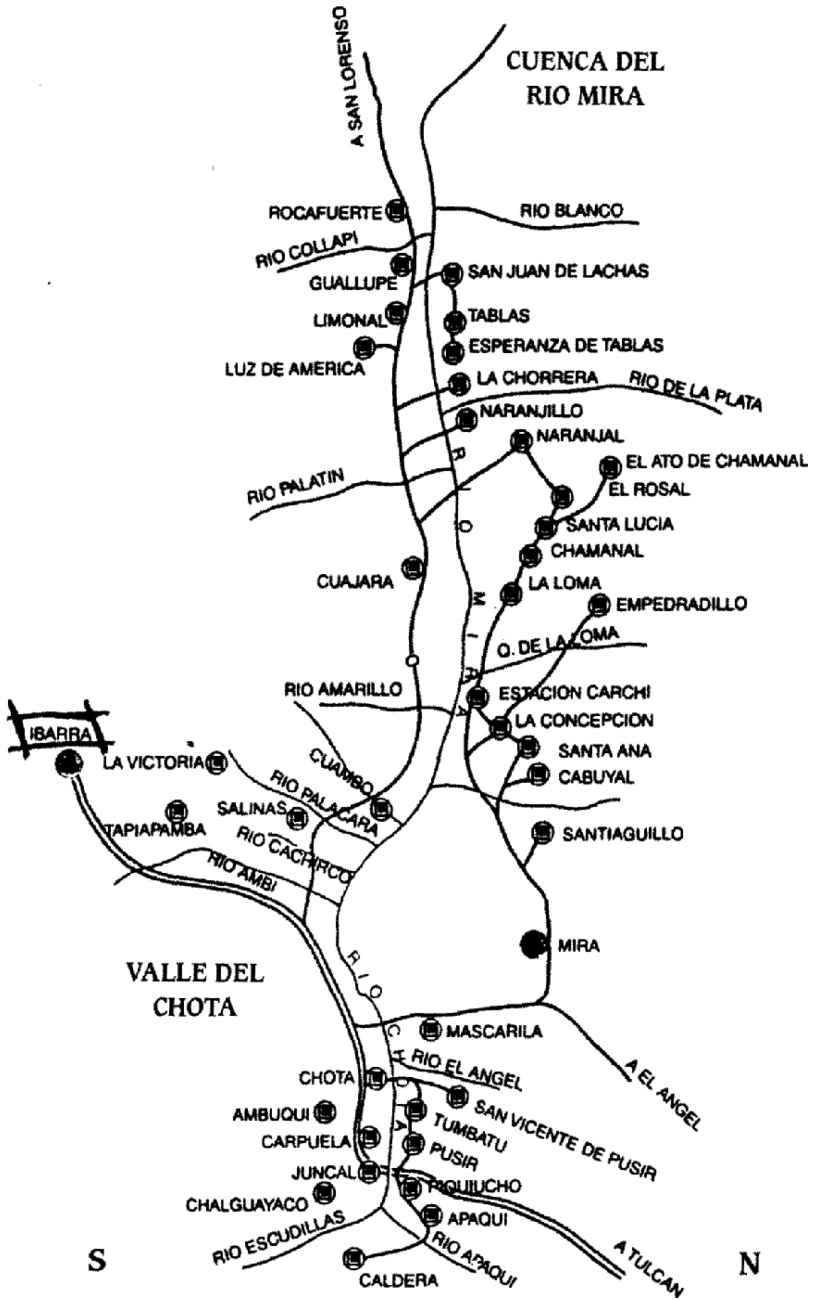 CUENCA DEL
RIO MIRA
A SAN LORENSO
ROCAFUERTE
RIO BLANCO
RIO COLLAPI
GUALLUPE
SAN JUAN DE LACHAS
LIMONAL
TABLAS
LUZ DE AMERICA
ESPERANZA DE TABLAS
LA CHORRERA
RIO DE LA PLATA
NARANJILLO
NARANJAL
RIO PALATIN
EL ATO DE CHAMANAL
EL ROSAL
SANTA LUCIA
CHAMANAL
CUAJARA
LA LOMA
EMPEDRADILLO
RIO MIRA
Q. DE LA LOMA
RIO AMARILLO
ESTACION CARCHI
LA CONCEPCION
IBARRA
LA VICTORIA
CUAMBO
SANTA ANA
CABUYAL
RIO PALACARA
TAPIAPAMBA
SALINAS
RIO CACHIRCO
SANTIAGUILLO
RIO AMBI
MIRA
VALLE DEL
CHOTA
RIO CHOTA
MASCARILA
RIO EL ANGEL
A EL ANGEL
CHOTA
SAN VICENTE DE PUSIR
AMBUQUI
TUMBATU
CARPUELA
PUSIR
JUNCAL
PIQUIUCHO
CHALGUAYACO
APAQUI
RIO ESCUDILLAS
RIO APAQUI
A TULCAN
CALDERA
S
N